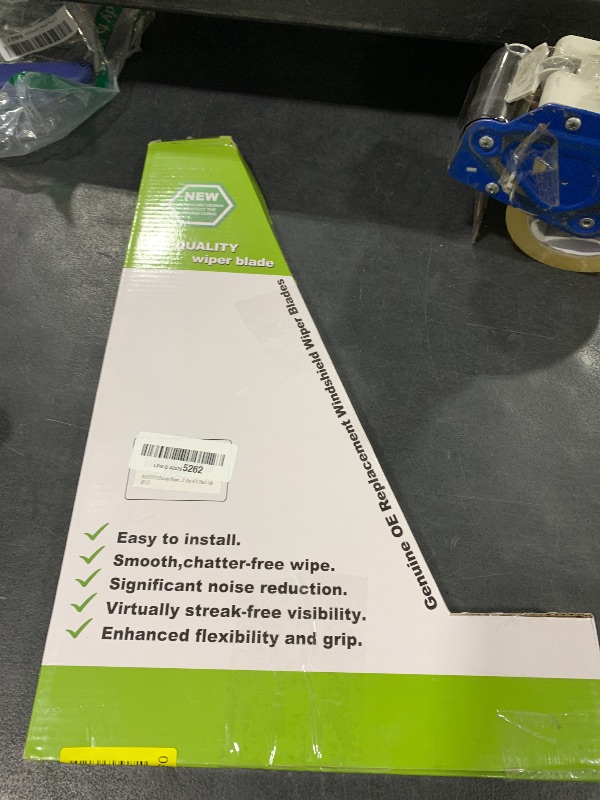 NEW
QUALITY
wiper blade
Genuine OE Replacement Windshield Wiper Blades
5262
Easy to install.
Smooth,chatter-free wipe.
Significant noise reduction.
Virtually streak-free visibility.
Enhanced flexibility and grip.